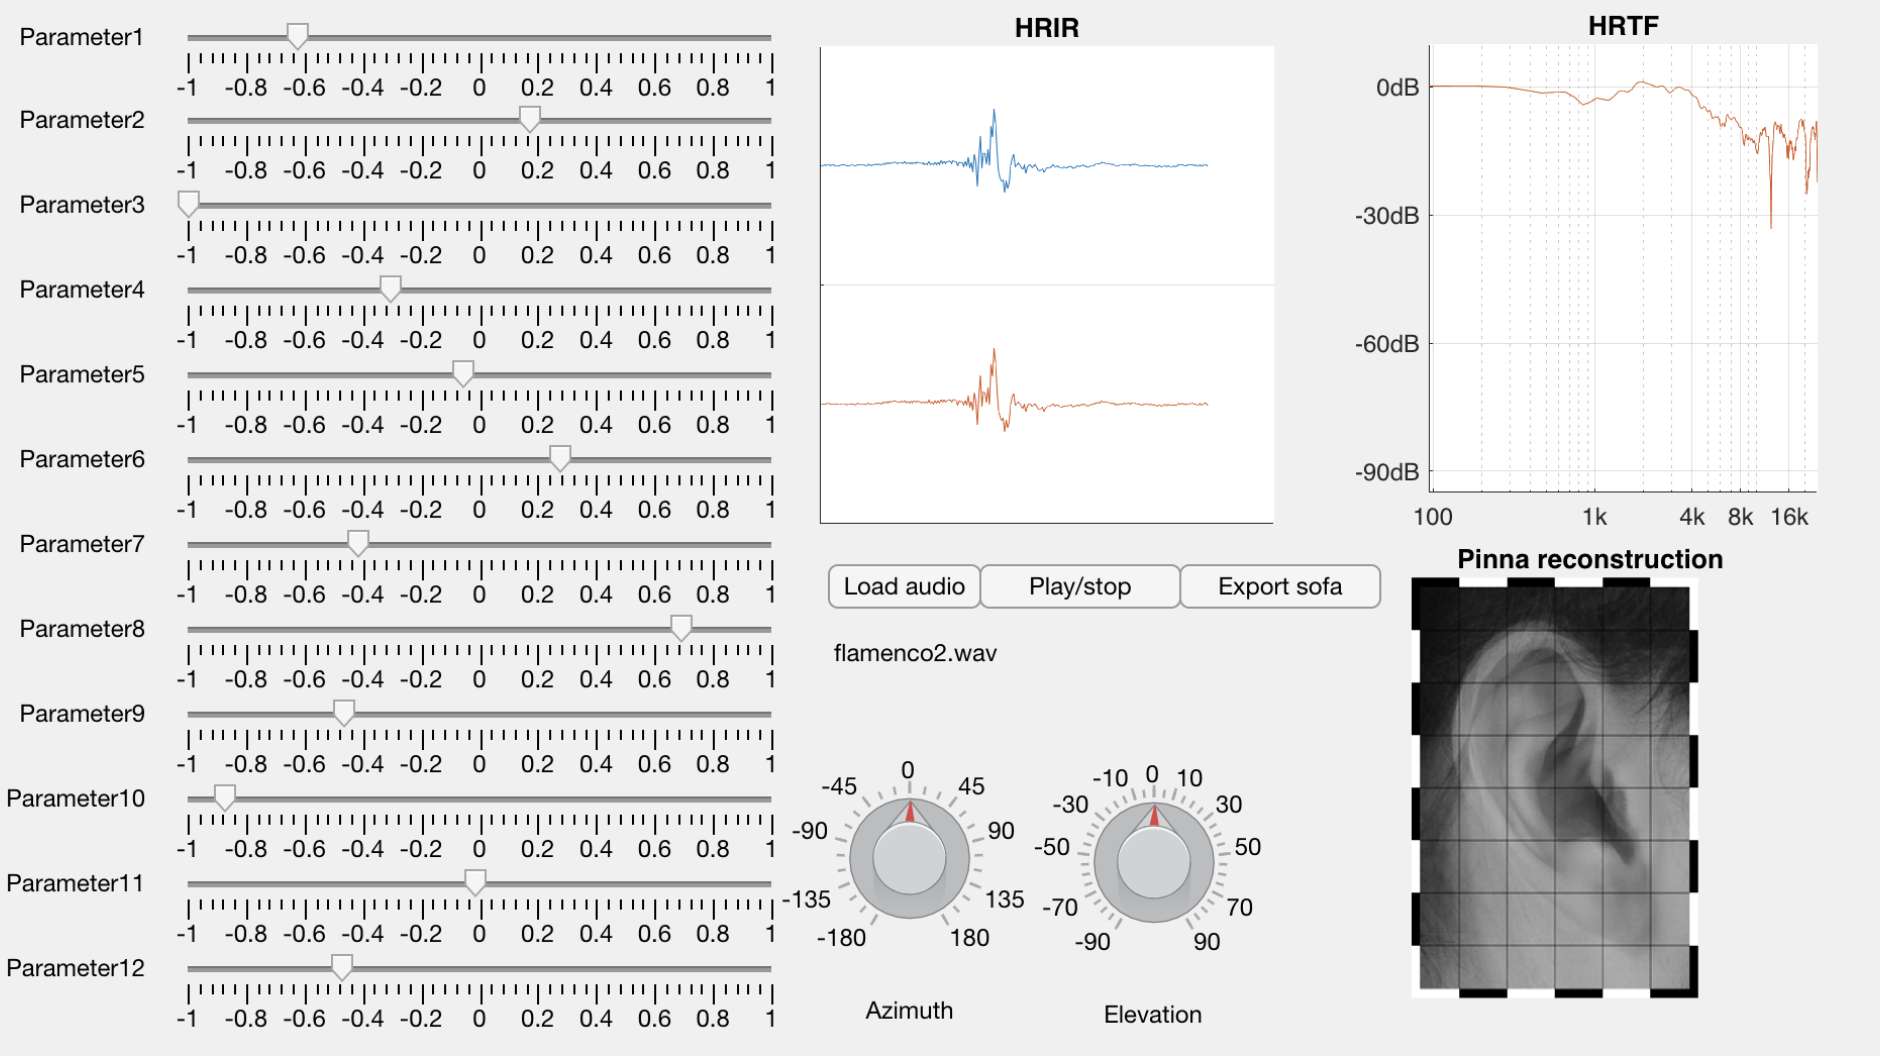 Parameter1
-1 -0.8 -0.6 -0.4 -0.2 0 0.2 0.4 0.6 0.8 1
Parameter2
-1 -0.8 -0.6 -0.4 -0.2 0 0.2 0.4 0.6 0.8 1
Parameter3
-1 -0.8 -0.6 -0.4 -0.2 0 0.2 0.4 0.6 0.8 1
Parameter4
-1 -0.8 -0.6 -0.4 -0.2 0 0.2 0.4 0.6 0.8 1
Parameter5
-1 -0.8 -0.6 -0.4 -0.2 0 0.2 0.4 0.6 0.8 1
Parameter6
-1 -0.8 -0.6 -0.4 -0.2 0 0.2 0.4 0.6 0.8 1
Parameter7
-1 -0.8 -0.6 -0.4 -0.2 0 0.2 0.4 0.6 0.8 1
Parameter8
-1 -0.8 -0.6 -0.4 -0.2 0 0.2 0.4 0.6 0.8 1
Parameter9
-1 -0.8 -0.6 -0.4 -0.2 0 0.2 0.4 0.6 0.8 1
Parameter10
-1 -0.8 -0.6 -0.4 -0.2 0 0.2 0.4 0.6 0.8 1
Parameter11
-1 -0.8 -0.6 -0.4 -0.2 0 0.2 0.4 0.6 0.8 1
Parameter12
-1 -0.8 -0.6 -0.4 -0.2 0 0.2 0.4 0.6 0.8 1
HRIR
HRTF
0dB
-30dB
-60dB
-90dB
100 1k 4k 8k 16k
Load audio Play/stop Export sofa
flamenco2.wav
0
-45 45
-90 90
-135 135
-180 180
Azimuth
-10 0 10
-30 30
-50 50
-70 70
-90 90
Elevation
Pinna reconstruction